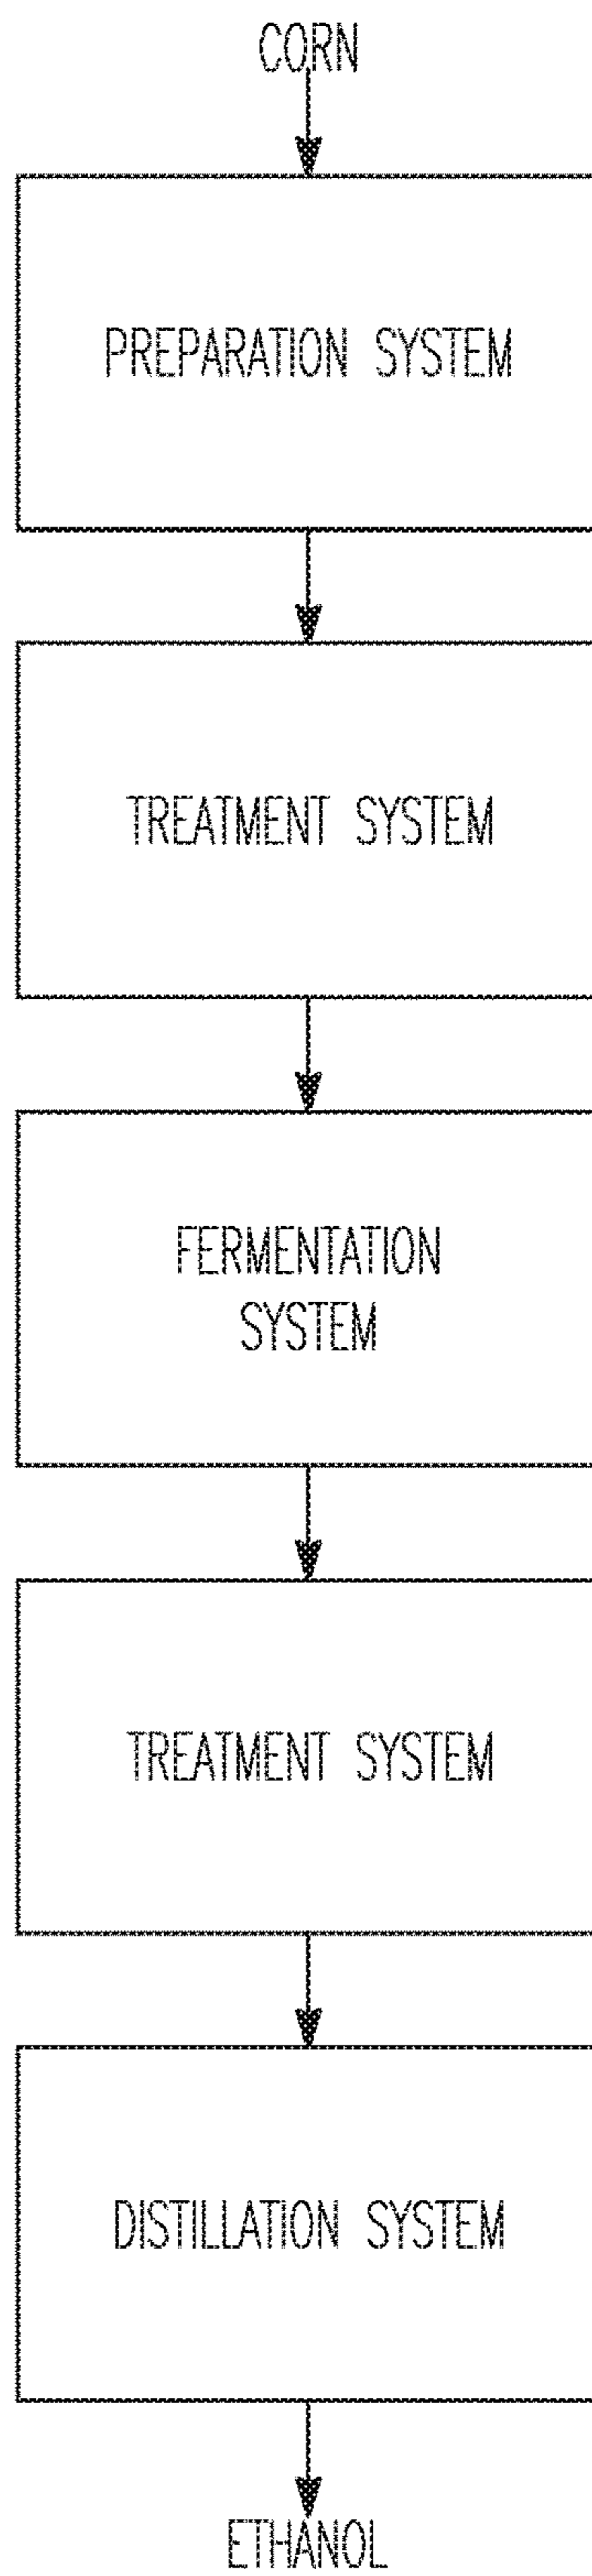 CORN
PREPARATION SYSTEM
TREATMENT SYSTEM
FERMENTATION
SYSTEM
TREATMENT SYSTEM
DISTILLATION SYSTEM
ETHANOL